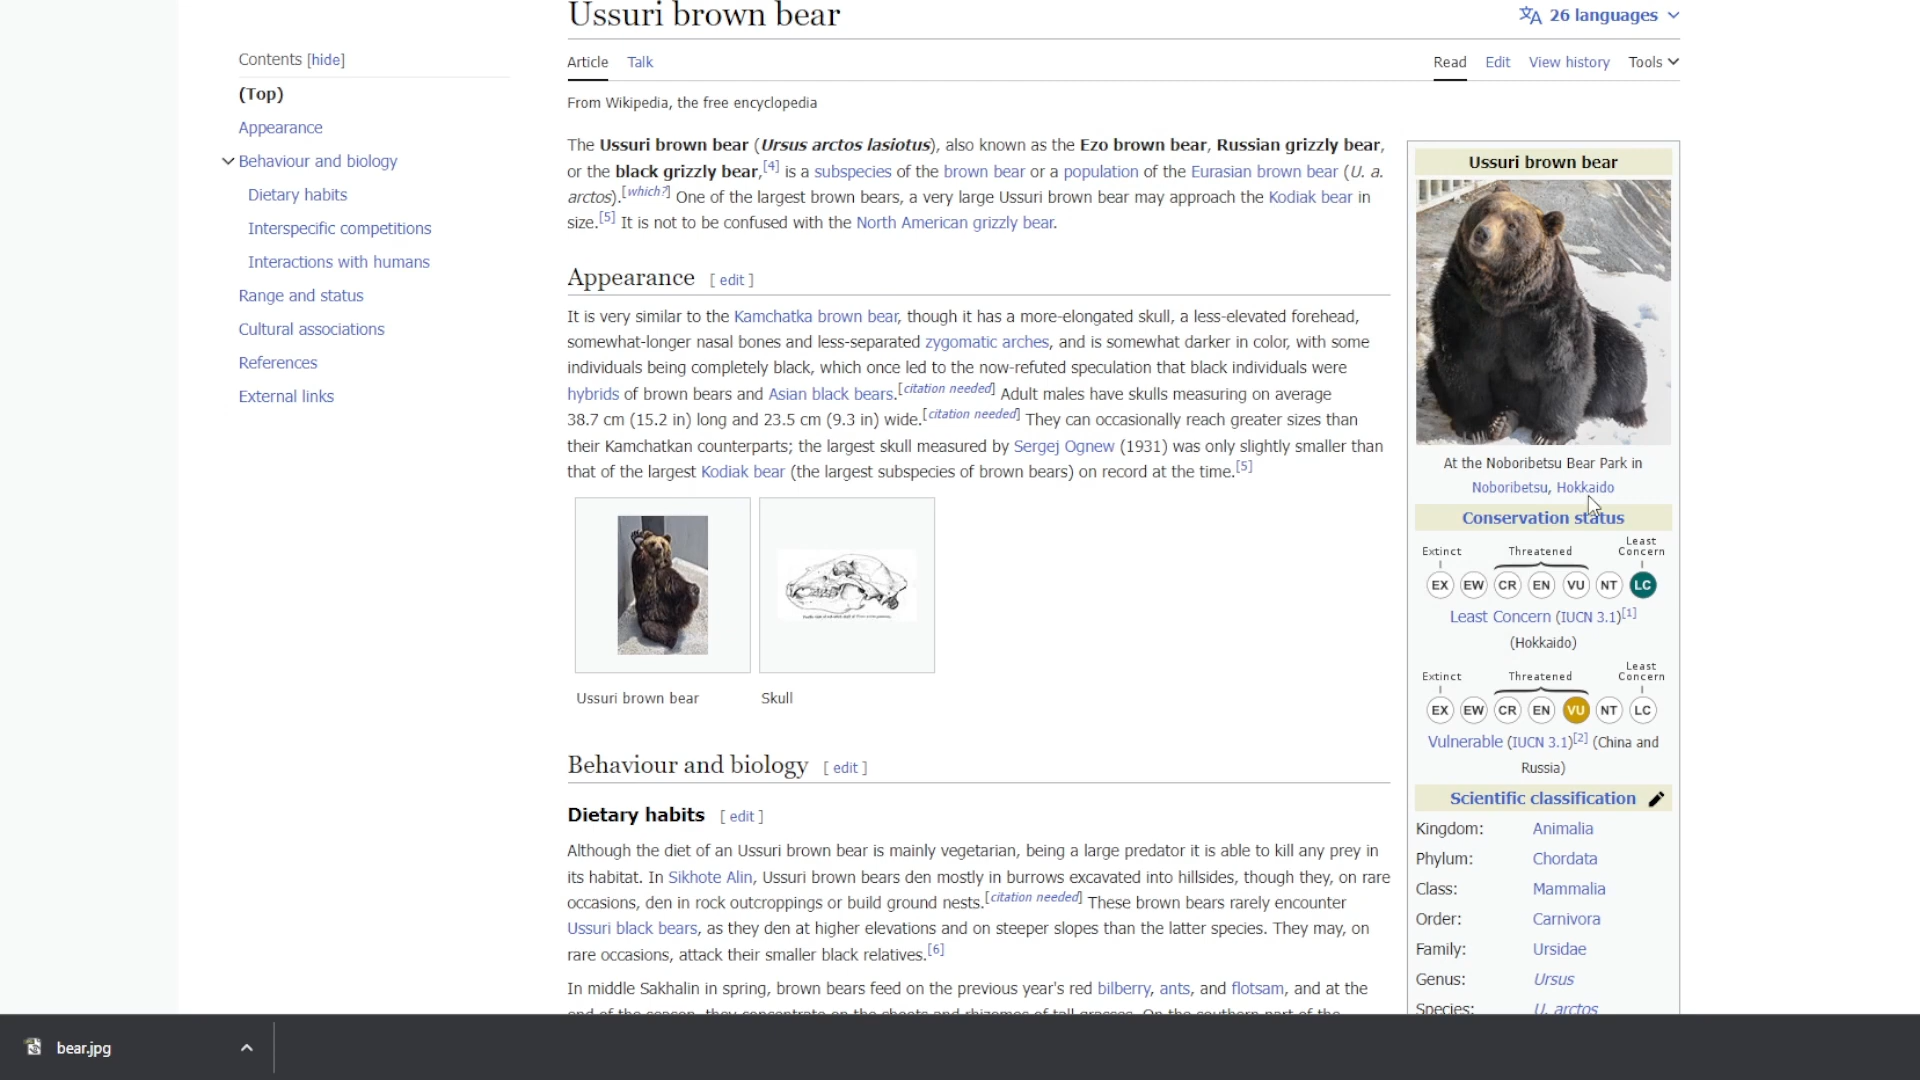 Ussuri brown bear
26 languages
Contents [hide]
(Top)
Appearance
Behaviour and biology
Dietary habits
Interspecific competitions
Interactions with humans
Range and status
Cultural associations
References
External links
Article Talk
Read Edit View history Tools
From Wikipedia, the free encyclopedia
The Ussuri brown bear (Ursus arctos lasiotus), also known as the Ezo brown bear, Russian grizzly bear,
or the black grizzly bear,[4] is a subspecies of the brown bear or a population of the Eurasian brown bear (U. a.
arctos).[which?] One of the largest brown bears, a very large Ussuri brown bear may approach the Kodiak bear in
size.[5] It is not to be confused with the North American grizzly bear.
Appearance [ edit ]
It is very similar to the Kamchatka brown bear, though it has a more-elongated skull, a less-elevated forehead,
somewhat-longer nasal bones and less-separated zygomatic arches, and is somewhat darker in color, with some
individuals being completely black, which once led to the now-refuted speculation that black individuals were
hybrids of brown bears and Asian black bears.[citation needed] Adult males have skulls measuring on average
38.7 cm (15.2 in) long and 23.5 cm (9.3 in) wide.[citation needed] They can occasionally reach greater sizes than
their Kamchatkan counterparts; the largest skull measured by Sergej Ognew (1931) was only slightly smaller than
that of the largest Kodiak bear (the largest subspecies of brown bears) on record at the time.[5]
Ussuri brown bear
Skull
Behaviour and biology [ edit ]
Dietary habits [ edit ]
Although the diet of an Ussuri brown bear is mainly vegetarian, being a large predator it is able to kill any prey in
its habitat. In Sikhote Alin, Ussuri brown bears den mostly in burrows excavated into hillsides, though they, on rare
occasions, den in rock outcroppings or build ground nests.[citation needed] These brown bears rarely encounter
Ussuri black bears, as they den at higher elevations and on steeper slopes than the latter species. They may, on
rare occasions, attack their smaller black relatives.[6]
In middle Sakhalin in spring, brown bears feed on the previous year's red bilberry, ants, and flotsam, and at the
end of the season, they concentrate on the shoots and rhizomes of tall grasses. On the southern part of the
Ussuri brown bear
At the Noboribetsu Bear Park in
Noboribetsu, Hokkaido
Conservation status
Extinct Threatened Least Concern
EX EW CR EN VU NT LC
Least Concern (IUCN 3.1)[1]
(Hokkaido)
Extinct Threatened Least Concern
EX EW CR EN VU NT LC
Vulnerable (IUCN 3.1)[2] (China and
Russia)
Scientific classification
Kingdom: Animalia
Phylum: Chordata
Class: Mammalia
Order: Carnivora
Family: Ursidae
Genus: Ursus
Species: U. arctos
bear.jpg